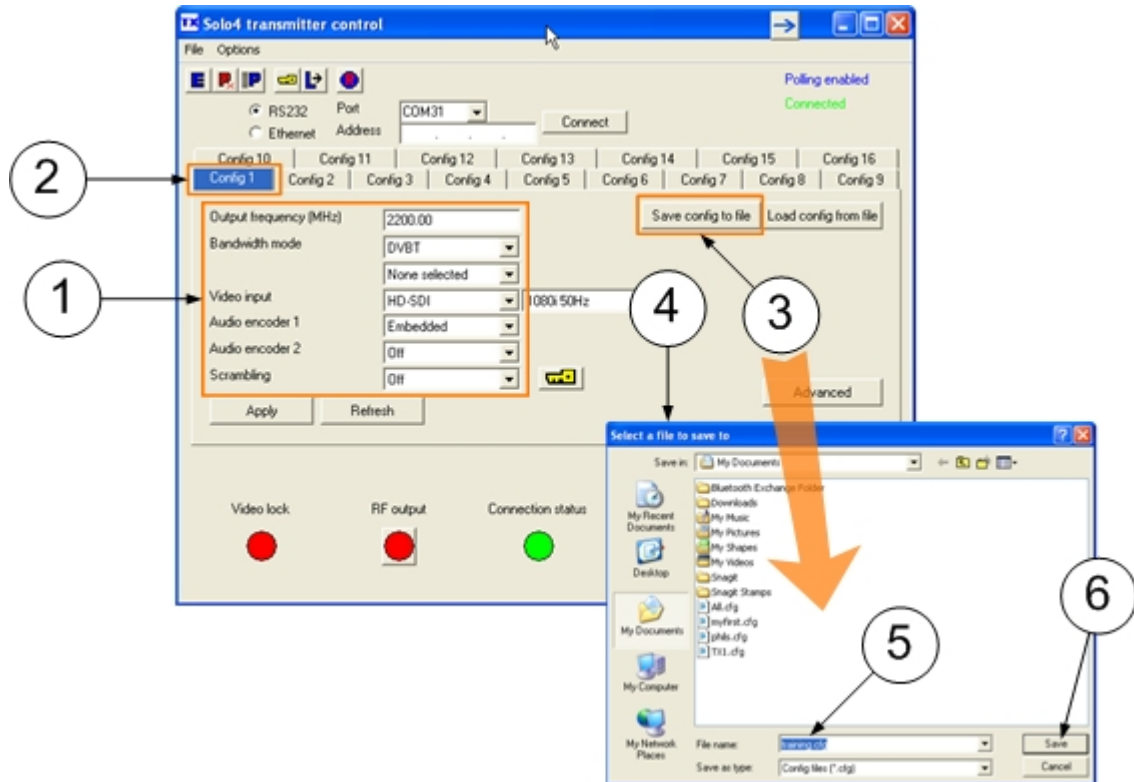 Solo4 transmitter control
File Options
Polling enabled
Connected
RS232 Port COM31
Ethernet Address . . . Connect
Config 10 Config 11 Config 12 Config 13 Config 14 Config 15 Config 16
Config 1 Config 2 Config 3 Config 4 Config 5 Config 6 Config 7 Config 8 Config 9
2
Output frequency (MHz) 2200.00
Save config to file Load config from file
Bandwidth mode DVBT
None selected
1
Video input HD-SDI 1080i 50Hz
4
3
Audio encoder 1 Embedded
Audio encoder 2 Off
Scrambling Off
Advanced
Apply Refresh
Video lock RF output Connection status
Select a file to save to
Save in: My Documents
My Recent Documents
Desktop
My Documents
My Computer
My Network Places
Bluetooth Exchange Folder
Downloads
My Music
My Pictures
My Shapes
My Videos
Snagit
Snagit Stamps
All.cfg
myfirst.cfg
phils.cfg
TX1.cfg
5
6
File name: training.cfg Save
Save as type: Config files (*.cfg) Cancel